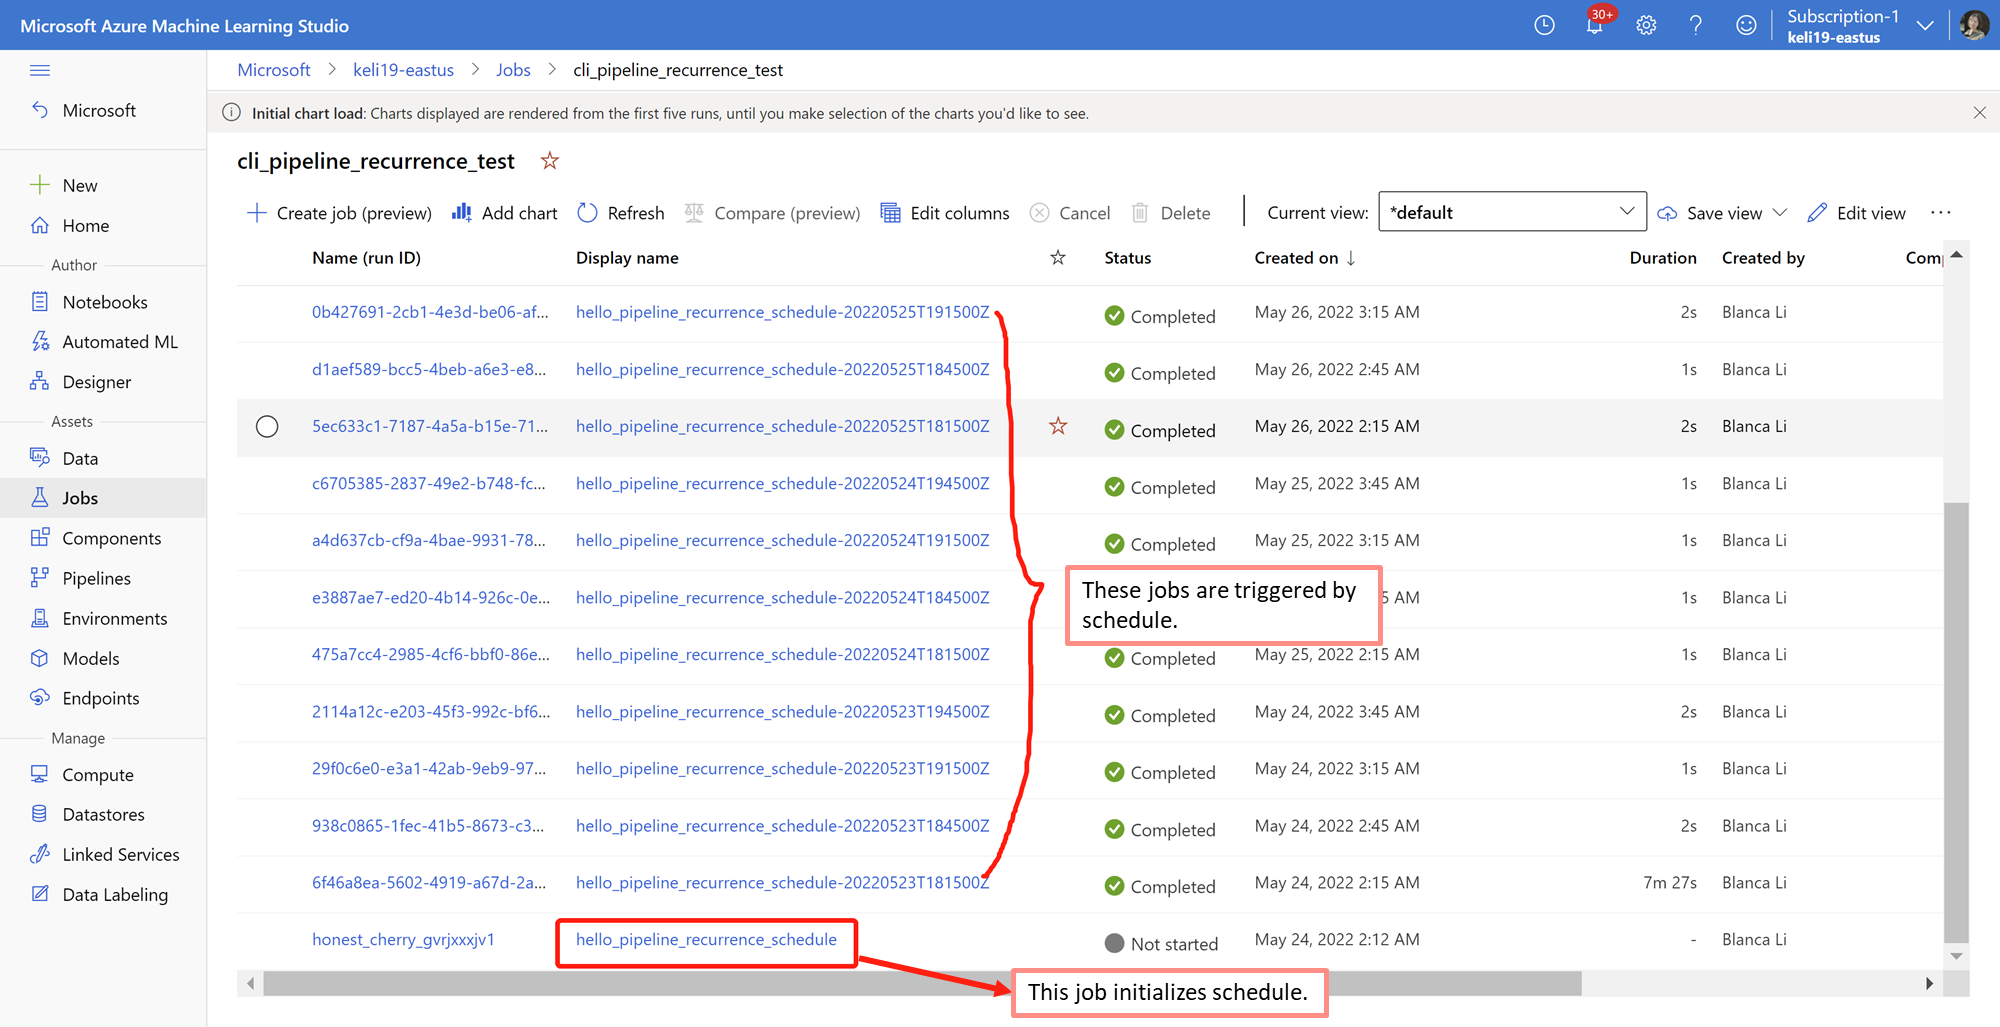 Microsoft Azure Machine Learning Studio
30+
Subscription-1
keli19-eastus
Microsoft > keli19-eastus > Jobs > cli_pipeline_recurrence_test
Microsoft
Initial chart load: Charts displayed are rendered from the first five runs, until you make selection of the charts you'd like to see.
cli_pipeline_recurrence_test
New
Home
Author
Notebooks
Automated ML
Designer
Assets
Data
Jobs
Components
Pipelines
Environments
Models
Endpoints
Manage
Compute
Datastores
Linked Services
Data Labeling
Create job (preview) Add chart Refresh Compare (preview) Edit columns Cancel Delete Current view: *default Save view Edit view ...
Name (run ID) Display name Status Created on ↓ Duration Created by Comp
0b427691-2cb1-4e3d-be06-af... hello_pipeline_recurrence_schedule-20220525T191500Z Completed May 26, 2022 3:15 AM 2s Blanca Li
d1aef589-bcc5-4beb-a6e3-e8... hello_pipeline_recurrence_schedule-20220525T184500Z Completed May 26, 2022 2:45 AM 1s Blanca Li
5ec633c1-7187-4a5a-b15e-71... hello_pipeline_recurrence_schedule-20220525T181500Z Completed May 26, 2022 2:15 AM 2s Blanca Li
c6705385-2837-49e2-b748-fc... hello_pipeline_recurrence_schedule-20220524T194500Z Completed May 25, 2022 3:45 AM 1s Blanca Li
a4d637cb-cf9a-4bae-9931-78... hello_pipeline_recurrence_schedule-20220524T191500Z Completed May 25, 2022 3:15 AM 1s Blanca Li
e3887ae7-ed20-4b14-926c-0e... hello_pipeline_recurrence_schedule-20220524T184500Z 5 AM 1s Blanca Li
These jobs are triggered by
schedule.
475a7cc4-2985-4cf6-bbf0-86e... hello_pipeline_recurrence_schedule-20220524T181500Z Completed May 25, 2022 2:15 AM 1s Blanca Li
2114a12c-e203-45f3-992c-bf6... hello_pipeline_recurrence_schedule-20220523T194500Z Completed May 24, 2022 3:45 AM 2s Blanca Li
29f0c6e0-e3a1-42ab-9eb9-97... hello_pipeline_recurrence_schedule-20220523T191500Z Completed May 24, 2022 3:15 AM 1s Blanca Li
938c0865-1fec-41b5-8673-c3... hello_pipeline_recurrence_schedule-20220523T184500Z Completed May 24, 2022 2:45 AM 2s Blanca Li
6f46a8ea-5602-4919-a67d-2a... hello_pipeline_recurrence_schedule-20220523T181500Z Completed May 24, 2022 2:15 AM 7m 27s Blanca Li
honest_cherry_gvrjxxxjv1 hello_pipeline_recurrence_schedule Not started May 24, 2022 2:12 AM - Blanca Li
This job initializes schedule.